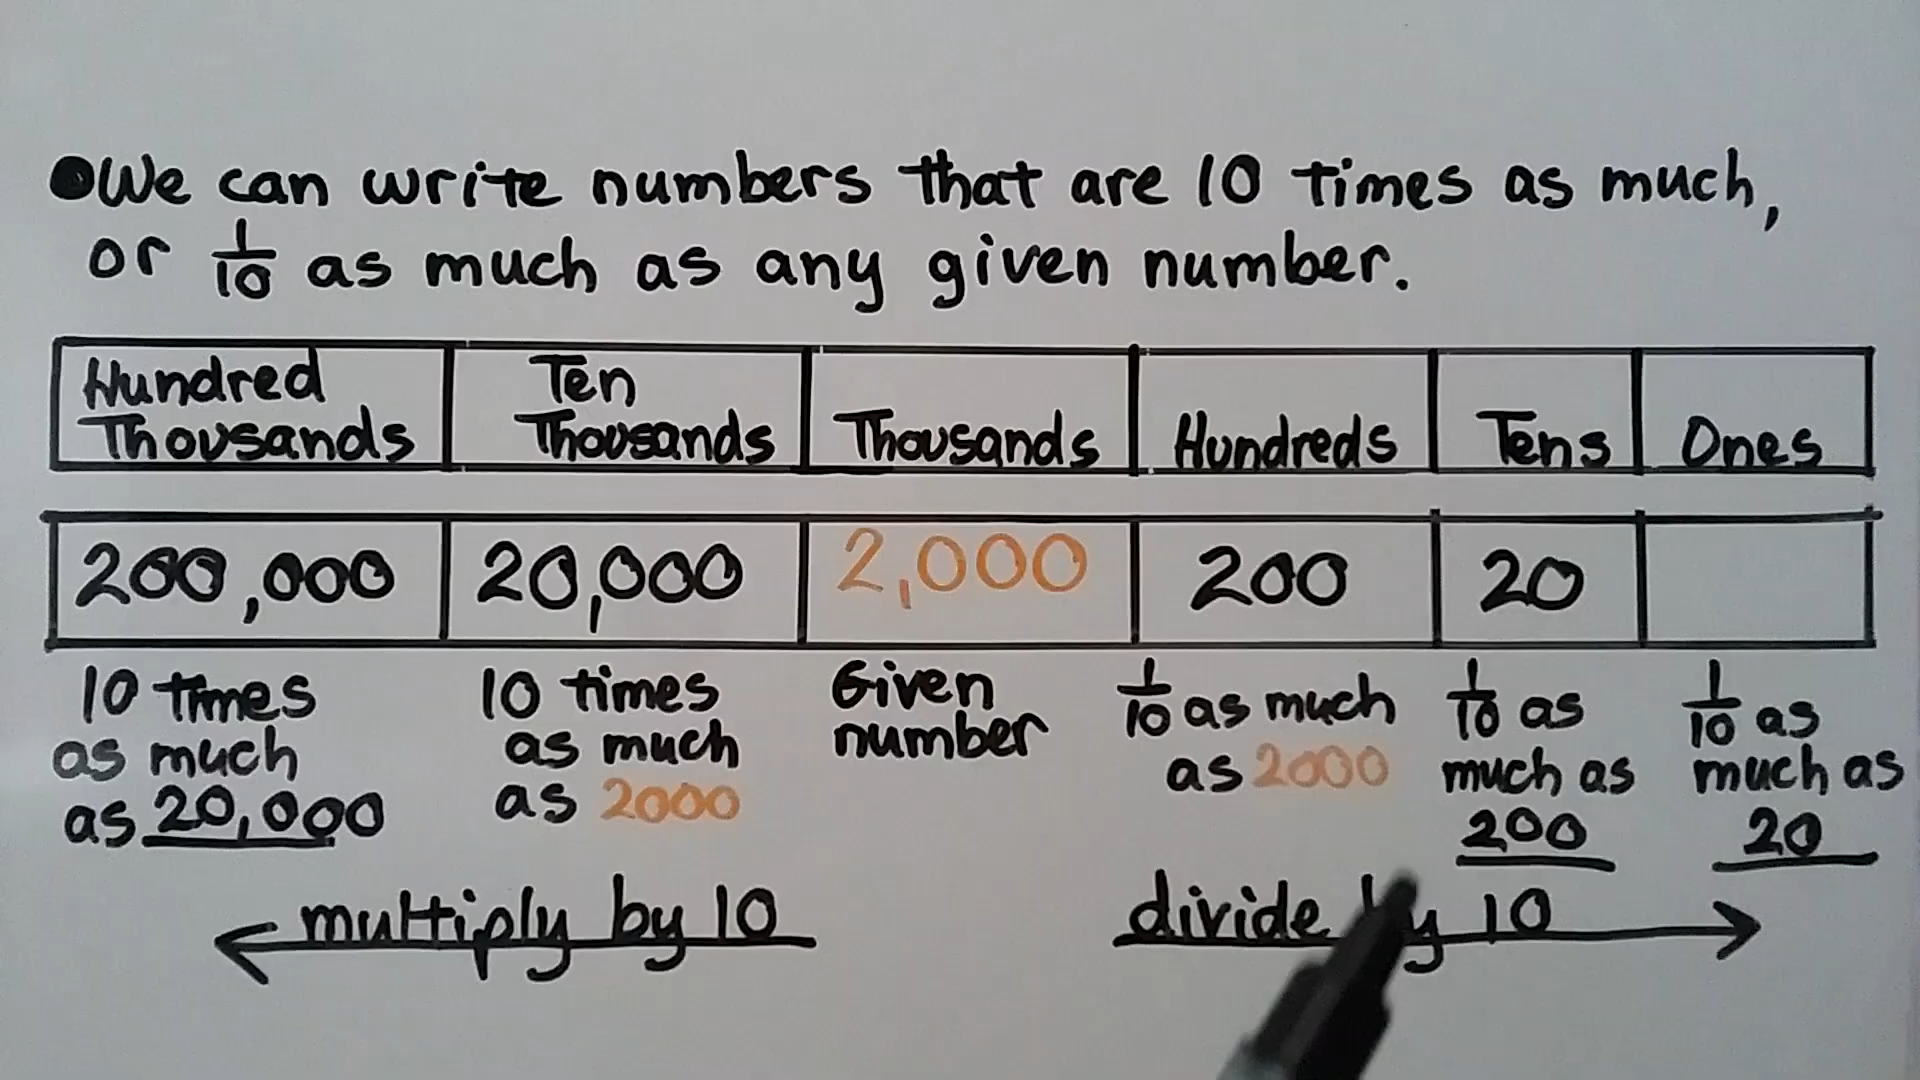 ●We can write numbers that are 10 times as much,
or 1/10 as much as any given number.
Hundred Thousands
Ten Thousands
Thousands
Hundreds
Tens
Ones
200,000
20,000
2,000
200
20
10 times
as much
as 20,000
10 times
as much
as 2000
Given
number
1/10 as much
as 2000
1/10 as
much as
200
1/10 as
much as
20
multiply by 10
divide by 10